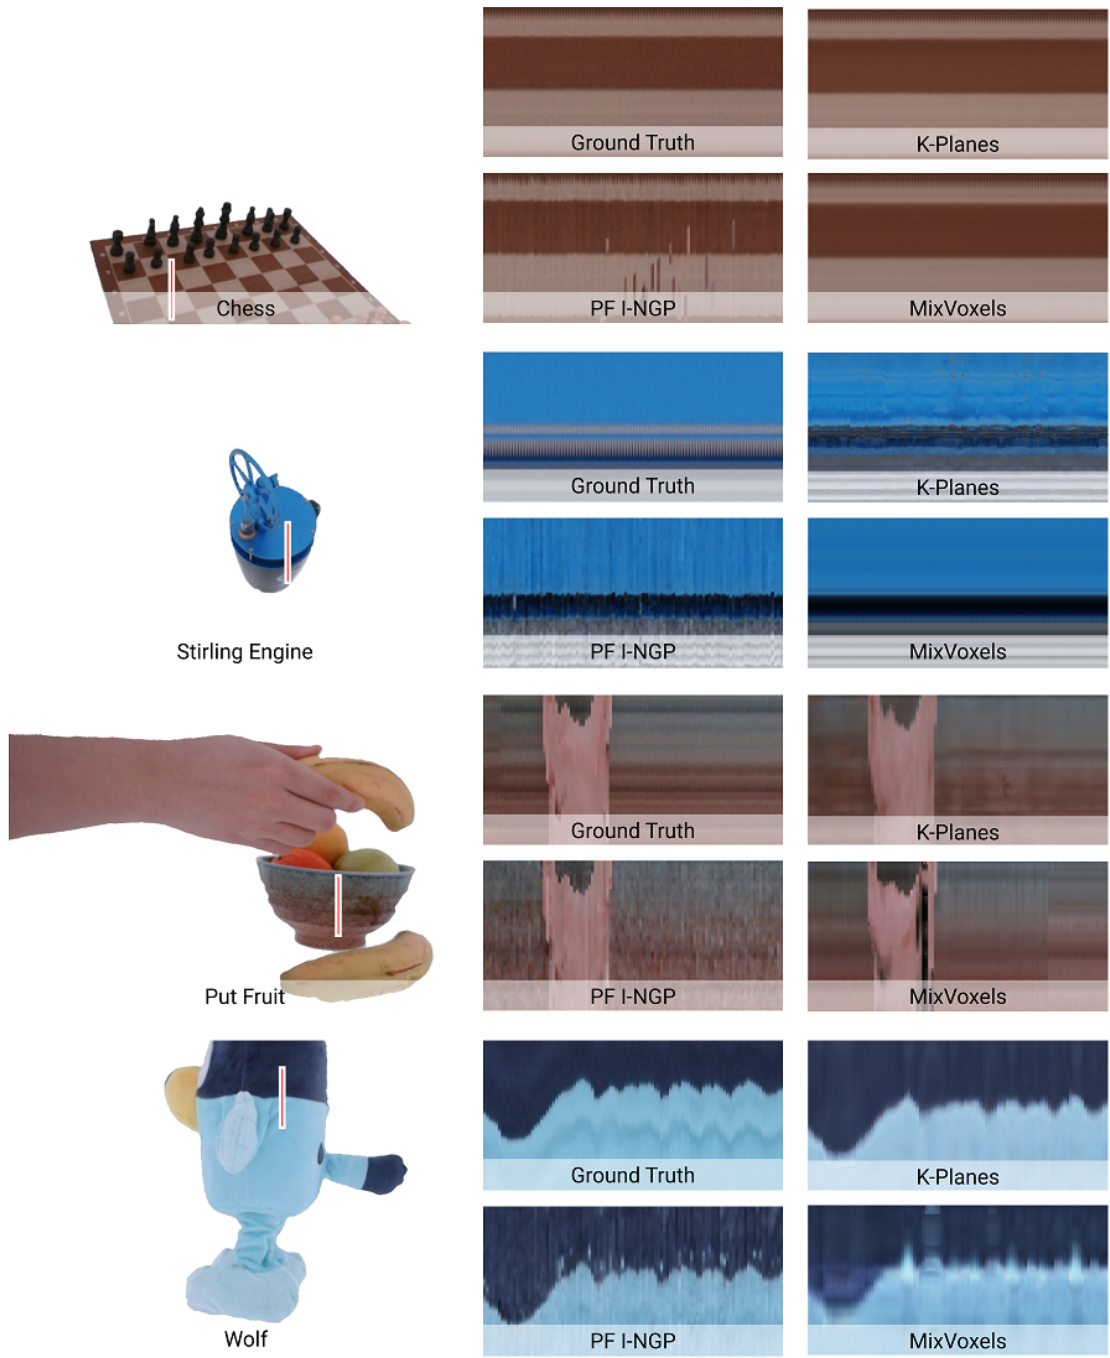 Ground Truth
K-Planes
Chess
PF I-NGP
MixVoxels
Ground Truth
K-Planes
Stirling Engine
PF I-NGP
MixVoxels
Ground Truth
K-Planes
Put Fruit
PF I-NGP
MixVoxels
Ground Truth
K-Planes
Wolf
PF I-NGP
MixVoxels